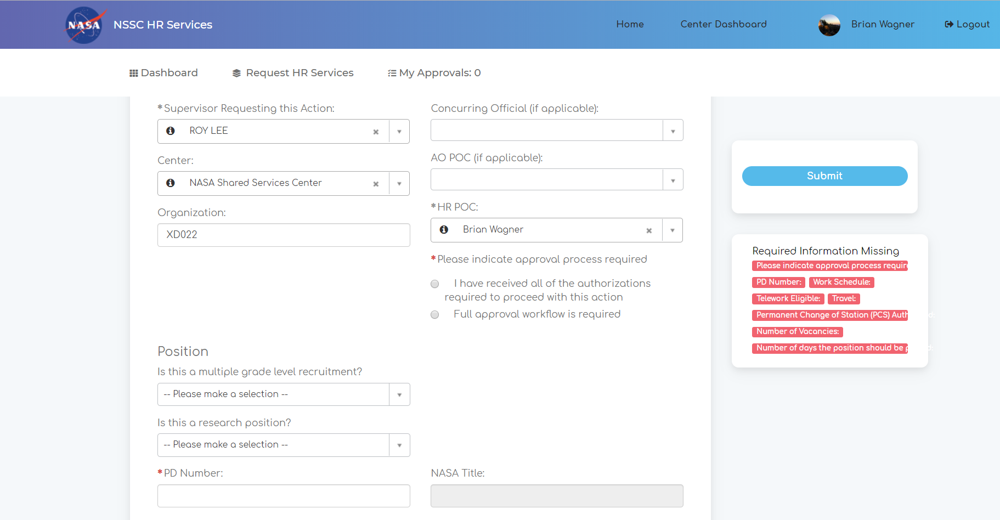 NASA NSSC HR Services Home Center Dashboard Brian Wagner Logout
Dashboard Request HR Services My Approvals: 0
*Supervisor Requesting this Action:
ROY LEE
Center:
NASA Shared Services Center
Organization:
XD022
Concurring Official (if applicable):
AO POC (if applicable):
*HR POC:
Brian Wagner
*Please indicate approval process required
I have received all of the authorizations
required to proceed with this action
Full approval workflow is required
Position
Is this a multiple grade level recruitment?
-- Please make a selection --
Is this a research position?
-- Please make a selection --
*PD Number:
NASA Title:
Submit
Required Information Missing
Please indicate approval process requir
PD Number: Work Schedule:
Telework Eligible: Travel:
Permanent Change of Station (PCS) Auth d:
Number of Vacancies:
Number of days the position should be p d: